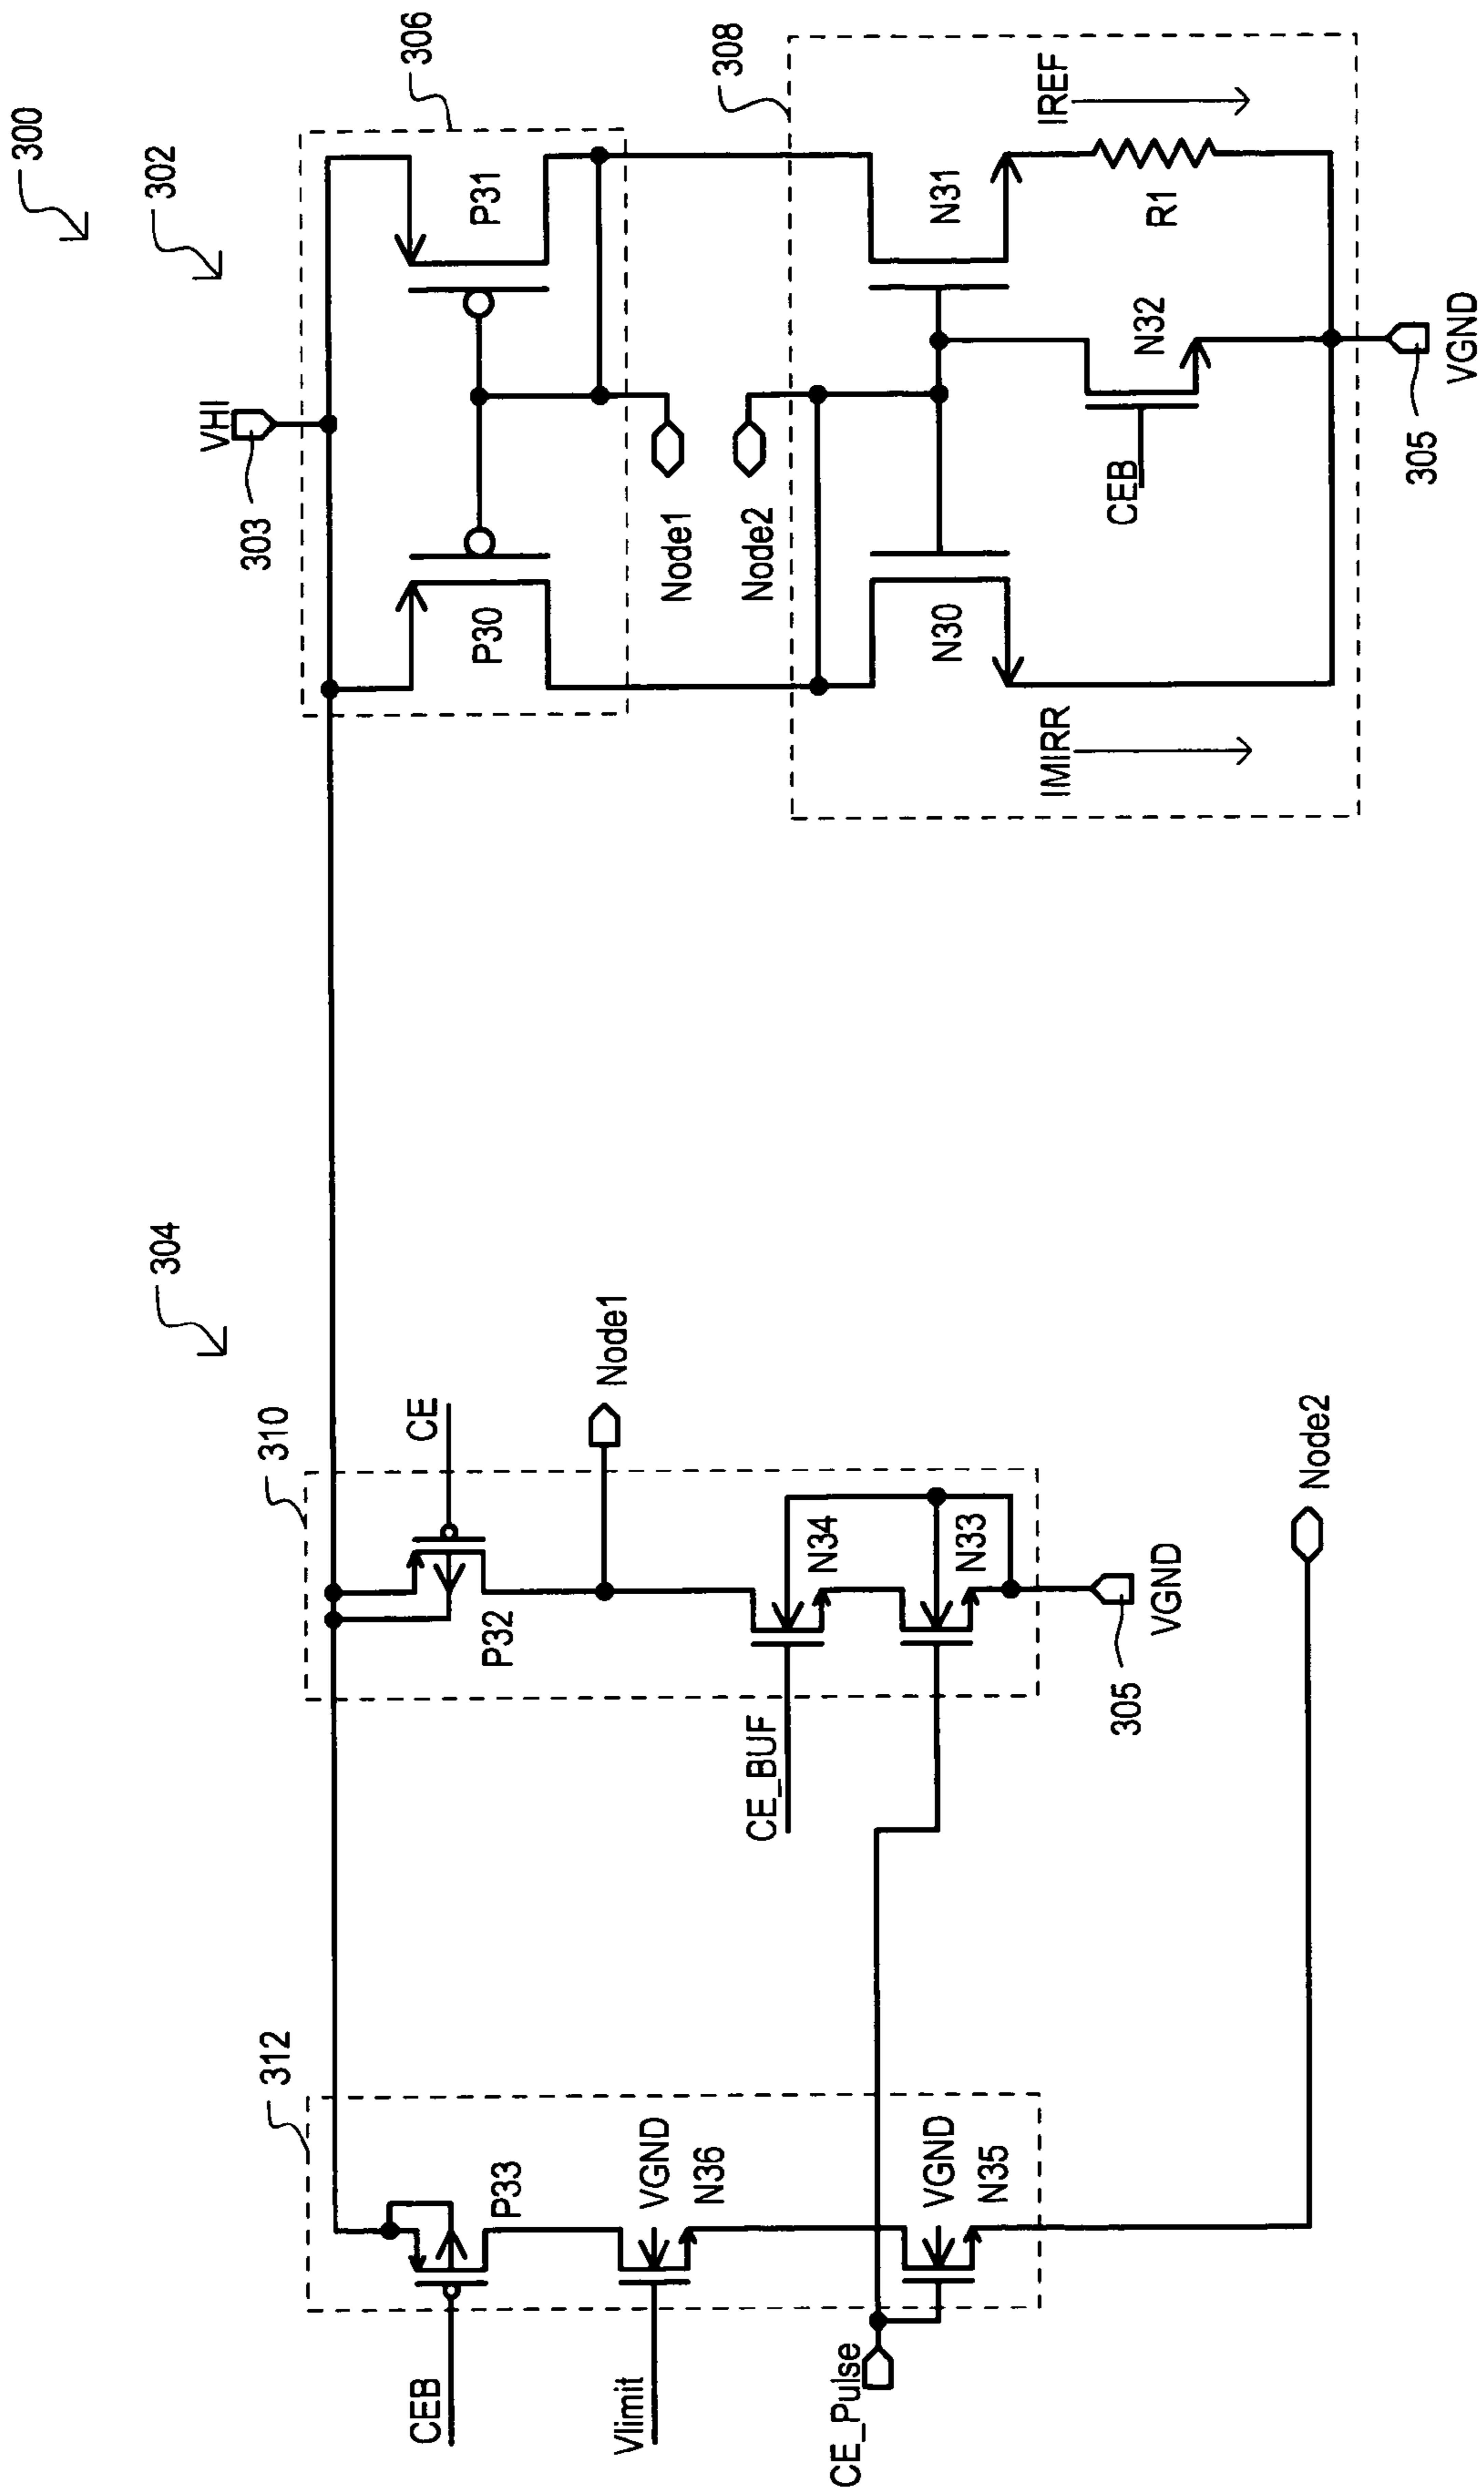 300
302
304
VHI
303
306
P30
P31
Node1
Node2
308
N30
N31
N32
CEB
R1
IREF
IMIRR
VGND
305
310
CE
P32
Node1
CE_BUF
N34
N33
VGND
305
312
CEB
P33
Vlimit
VGND
N36
CE_Pulse
VGND
N35
Node2